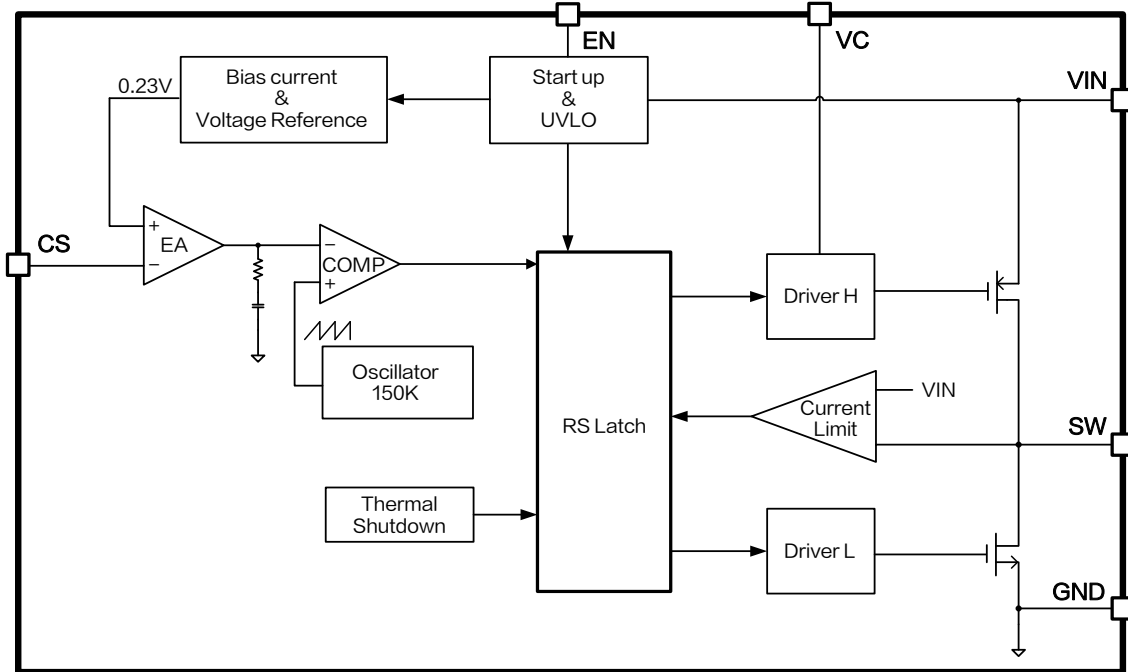 EN
VC
VIN
0.23V
Bias current
&
Voltage Reference
Start up
&
UVLO
CS
+
EA
−
−
COMP
+
Oscillator
150K
RS Latch
Driver H
VIN
Current
Limit
SW
Thermal
Shutdown
Driver L
GND